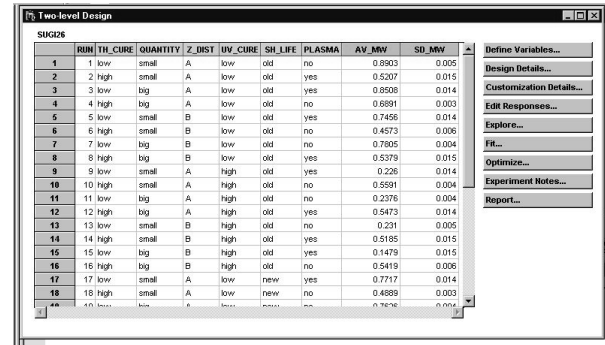 Two-level Design
SUGI26
RUN TH_CURE QUANTITY Z_DIST UV_CURE SH_LIFE PLASMA AV_MW SD_MW
1 1 low small A low old no 0.8903 0.005
2 2 high small A low old yes 0.5207 0.015
3 3 low big A low old yes 0.8508 0.014
4 4 high big A low old no 0.6891 0.003
5 5 low small B low old yes 0.7456 0.014
6 6 high small B low old no 0.4573 0.006
7 7 low big B low old no 0.7805 0.004
8 8 high big B low old yes 0.5379 0.015
9 9 low small A high old yes 0.226 0.014
10 10 high small A high old no 0.5591 0.004
11 11 low big A high old no 0.2376 0.004
12 12 high big A high old yes 0.5473 0.014
13 13 low small B high old no 0.231 0.005
14 14 high small B high old yes 0.5185 0.015
15 15 low big B high old yes 0.1479 0.015
16 16 high big B high old no 0.5419 0.006
17 17 low small A low new yes 0.7717 0.014
18 18 high small A low new no 0.4889 0.003
Define Variables...
Design Details...
Customization Details...
Edit Responses...
Explore...
Fit...
Optimize...
Experiment Notes...
Report...